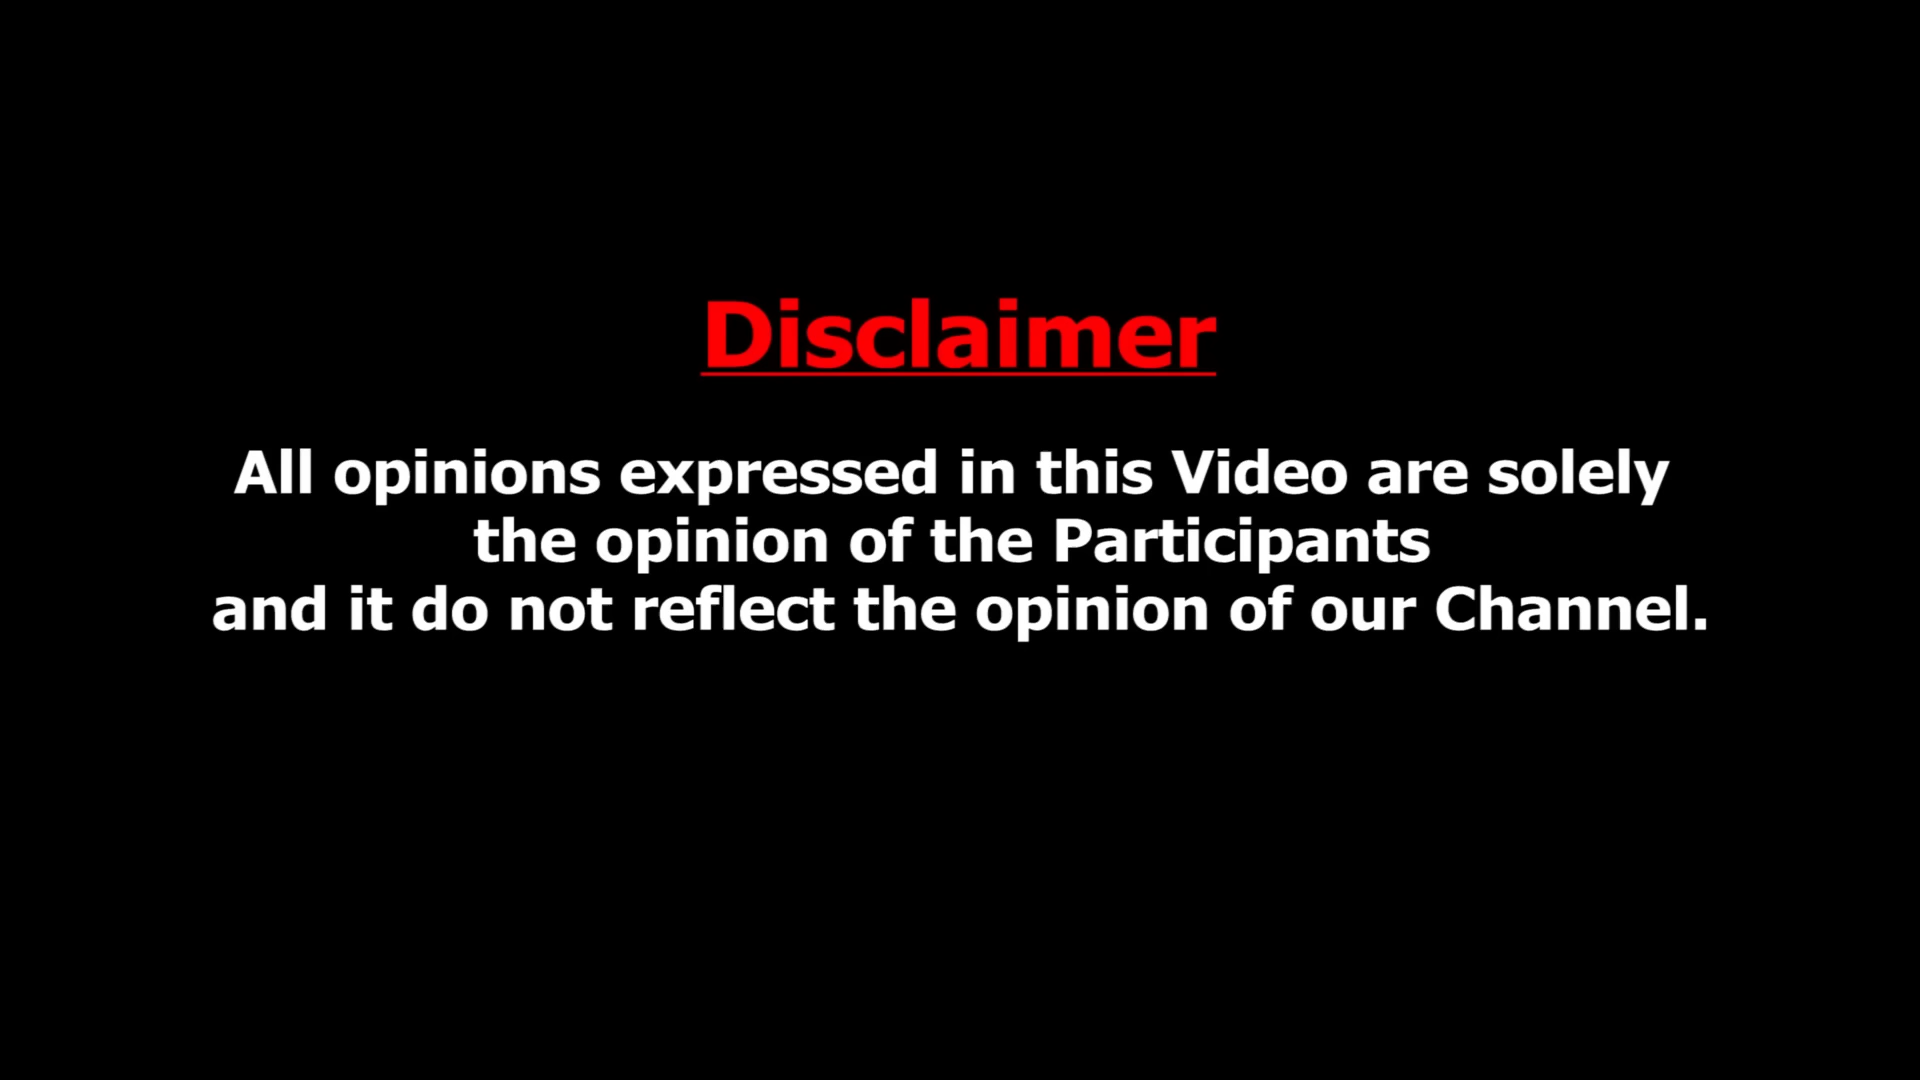 Disclaimer
All opinions expressed in this Video are solely
the opinion of the Participants
and it do not reflect the opinion of our Channel.